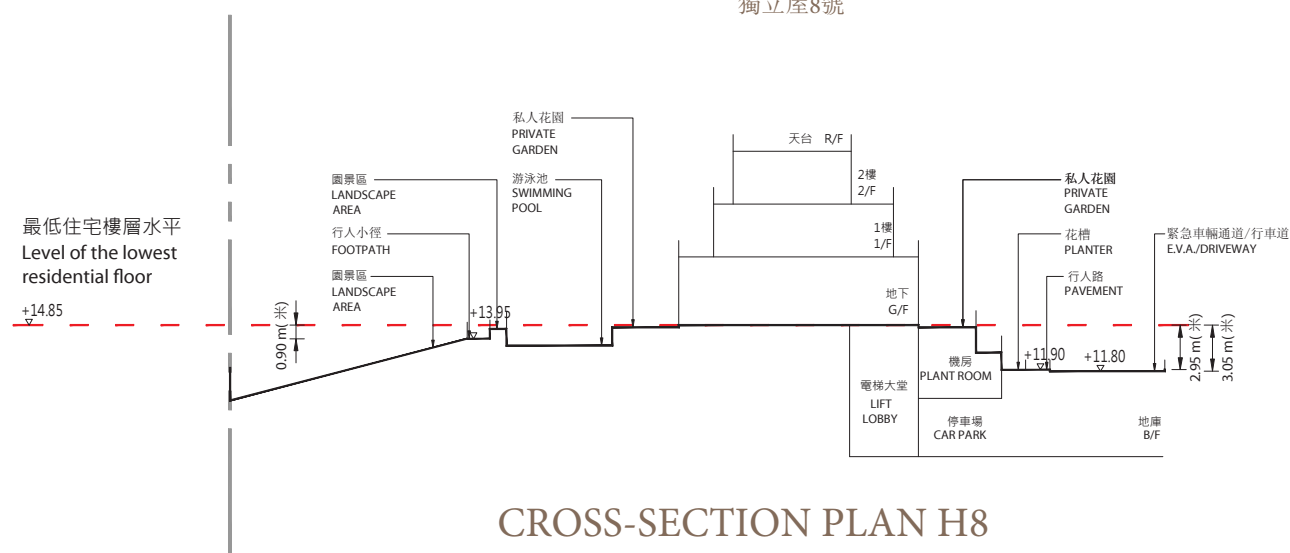 獨立屋8號
私人花園
PRIVATE
GARDEN
天台 R/F
園景區
LANDSCAPE
AREA
游泳池
SWIMMING
POOL
2樓
2/F
私人花園
PRIVATE
GARDEN
最低住宅樓層水平
Level of the lowest
residential floor
行人小徑
FOOTPATH
1樓
1/F
花槽
PLANTER
緊急車輛通道/行車道
E.V.A./DRIVEWAY
園景區
LANDSCAPE
AREA
行人路
PAVEMENT
+14.85
0.90 m(米)
+13.95
地下
G/F
機房
PLANT ROOM
+11.90
+11.80
2.95 m(米)
3.05 m(米)
電梯大堂
LIFT
LOBBY
停車場
CAR PARK
地庫
B/F
CROSS-SECTION PLAN H8